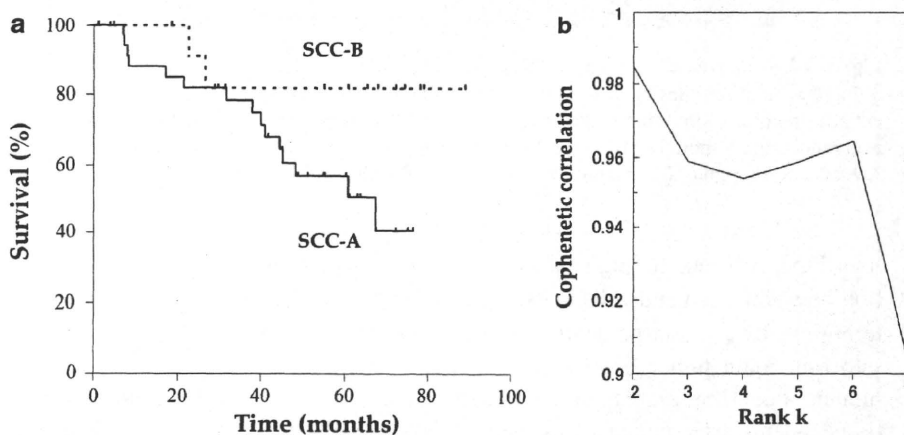 a
Survival (%)
100
80
60
40
20
0
SCC-B
SCC-A
0 20 40 60 80 100
Time (months)
b
Cophenetic correlation
1
0.98
0.96
0.94
0.92
0.9
2 3 4 5 6
Rank k